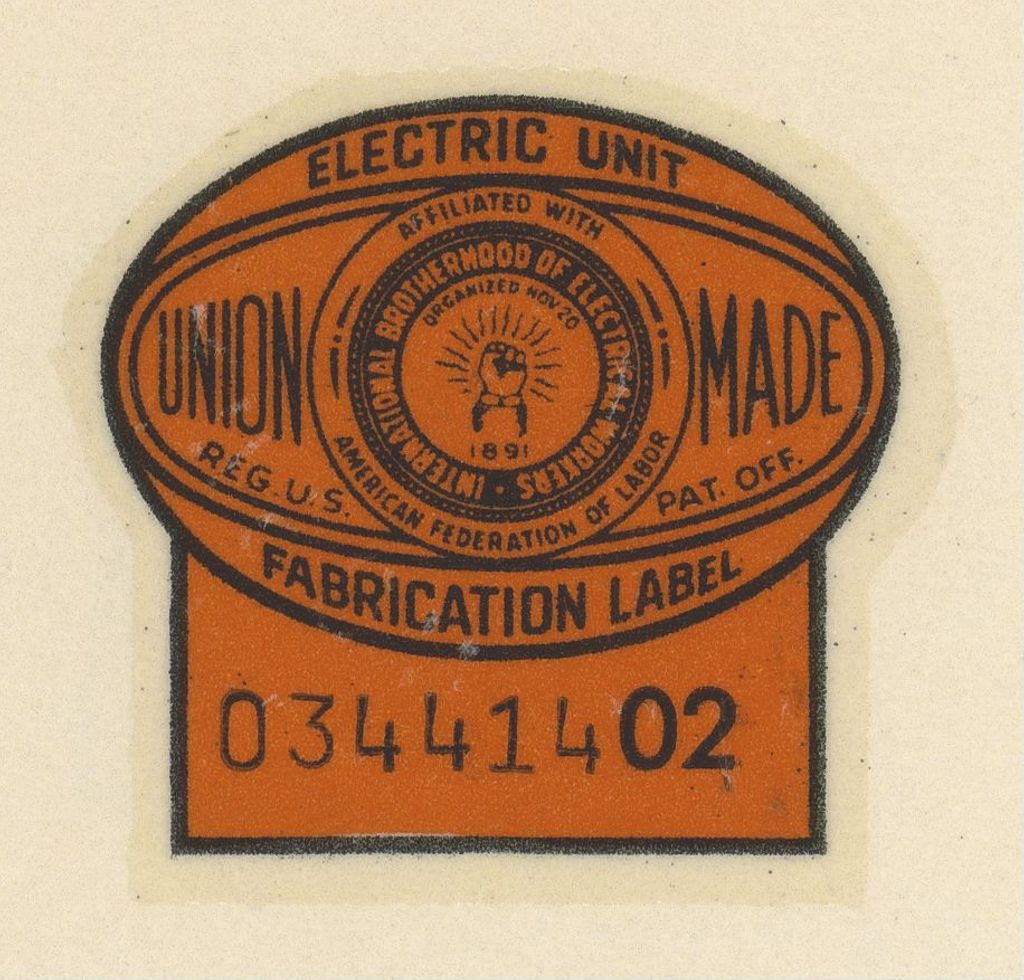 ELECTRIC UNIT
AFFILIATED WITH
INTERNATIONAL BROTHERHOOD OF ELECTRICAL WORKERS
ORGANIZED NOV 20
UNION
MADE
1891
AMERICAN FEDERATION OF LABOR
REG. U.S.
PAT. OFF.
FABRICATION LABEL
03441402